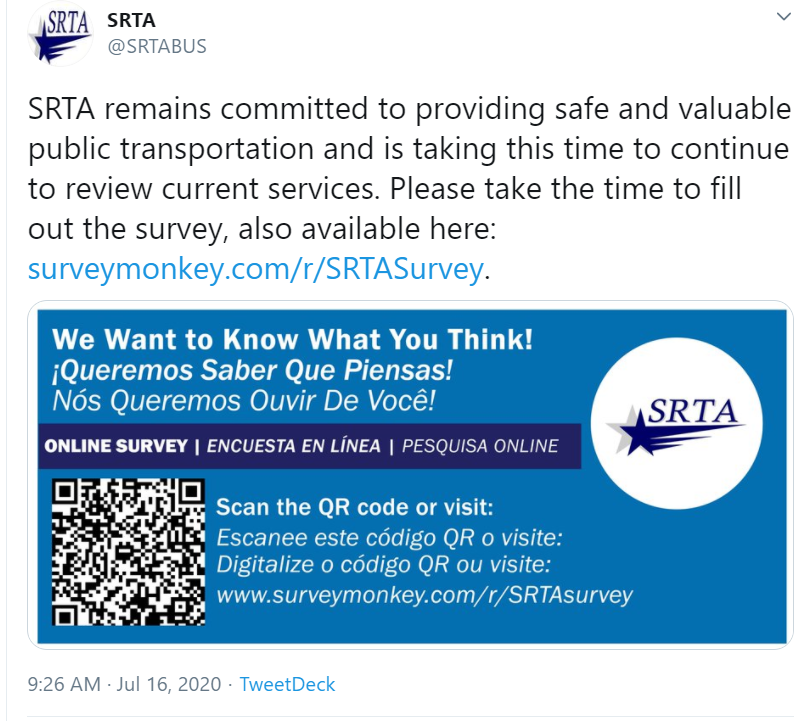 SRTA
SRTA
@SRTABUS
SRTA remains committed to providing safe and valuable
public transportation and is taking this time to continue
to review current services. Please take the time to fill
out the survey, also available here:
surveymonkey.com/r/SRTASurvey.
We Want to Know What You Think!
¡Queremos Saber Que Piensas!
Nós Queremos Ouvir De Você!
SRTA
ONLINE SURVEY | ENCUESTA EN LÍNEA | PESQUISA ONLINE
Scan the QR code or visit:
Escanee este código QR o visite:
Digitalize o código QR ou visite:
www.surveymonkey.com/r/SRTAsurvey
9:26 AM · Jul 16, 2020 · TweetDeck